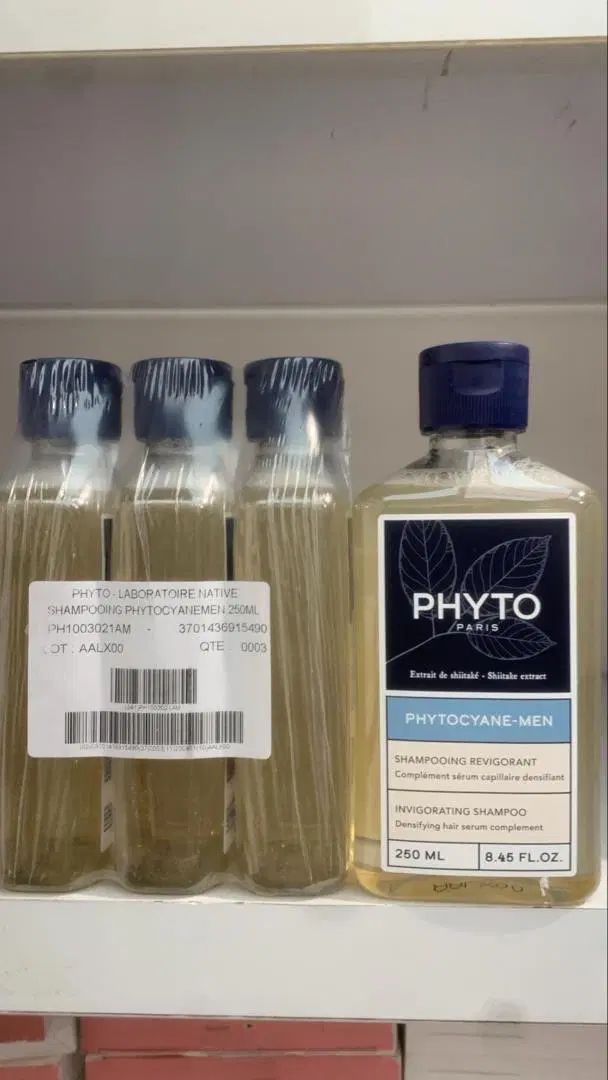 PHYTO - LABORATOIRE NATIVE
SHAMPOOING PHYTOCYANEMEN 250ML
PH1003021AM - 3701436915490
LOT : AALX00 QTE : 0003
PHYTO
PARIS
Extrait de shiitaké - Shiitake extract
PHYTOCYANE-MEN
SHAMPOOING REVIGORANT
Complément sérum capillaire densifiant
INVIGORATING SHAMPOO
Densifying hair serum complement
250 ML 8.45 FL.OZ.